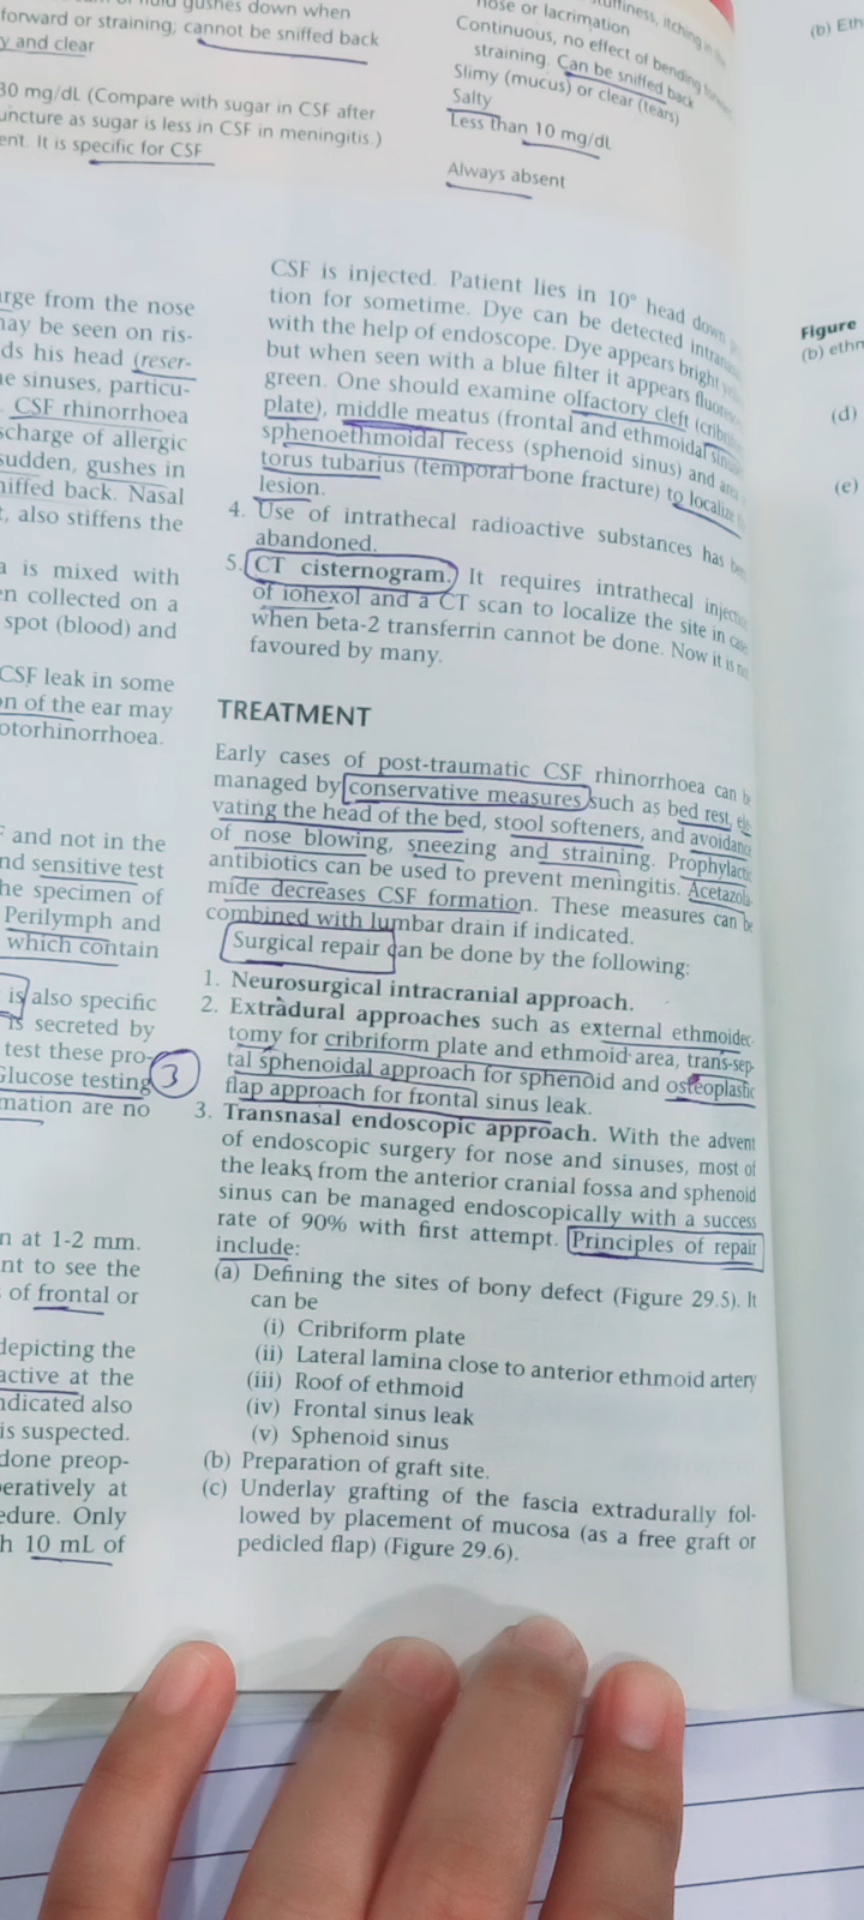 gushes down when
forward or straining; cannot be sniffed back
y and clear
30 mg/dL (Compare with sugar in CSF after
uncture as sugar is less in CSF in meningitis.)
ent. It is specific for CSF
nose or lacrimation
Continuous, no effect of bending
straining. Can be sniffed back
Slimy (mucus) or clear (tears)
Salty
Less than 10 mg/dL
Always absent
arge from the nose
may be seen on ris-
ds his head (reser-
he sinuses, particu-
CSF rhinorrhoea
scharge of allergic
sudden, gushes in
niffed back. Nasal
, also stiffens the
a is mixed with
en collected on a
spot (blood) and
CSF leak in some
on of the ear may
otorhinorrhoea.
and not in the
nd sensitive test
he specimen of
Perilymph and
which contain
is also specific
is secreted by
test these pro-
Glucose testing
mation are no
n at 1-2 mm.
nt to see the
of frontal or
depicting the
active at the
ndicated also
is suspected.
done preop-
eratively at
edure. Only
h 10 mL of
CSF is injected. Patient lies in 10° head down
tion for sometime. Dye can be detected
with the help of endoscope. Dye appears bright
but when seen with a blue filter it appears
green. One should examine olfactory cleft
plate), middle meatus (frontal and ethmoidal
sphenoethmoidal recess (sphenoid sinus) and
torus tubarius (temporal bone fracture) to localize
lesion.
4. Use of intrathecal radioactive substances has
abandoned.
5. CT cisternogram. It requires intrathecal
of iohexol and a CT scan to localize the site in
when beta-2 transferrin cannot be done. Now it is
favoured by many.
TREATMENT
Early cases of post-traumatic CSF rhinorrhoea can
managed by conservative measures such as bed rest, ele-
vating the head of the bed, stool softeners, and avoidance
of nose blowing, sneezing and straining. Prophylactic
antibiotics can be used to prevent meningitis. Acetazola-
mide decreases CSF formation. These measures can be
combined with lumbar drain if indicated.
Surgical repair can be done by the following:
1. Neurosurgical intracranial approach.
2. Extradural approaches such as external ethmoidec-
tomy for cribriform plate and ethmoid area, trans-sep-
tal sphenoidal approach for sphenoid and osteoplastic
flap approach for frontal sinus leak.
3
3. Transnasal endoscopic approach. With the advent
of endoscopic surgery for nose and sinuses, most of
the leaks from the anterior cranial fossa and sphenoid
sinus can be managed endoscopically with a success
rate of 90% with first attempt. Principles of repair
include:
(a) Defining the sites of bony defect (Figure 29.5). It
can be
(i) Cribriform plate
(ii) Lateral lamina close to anterior ethmoid artery
(iii) Roof of ethmoid
(iv) Frontal sinus leak
(v) Sphenoid sinus
(b) Preparation of graft site.
(c) Underlay grafting of the fascia extradurally fol-
lowed by placement of mucosa (as a free graft or
pedicled flap) (Figure 29.6).
(b) Eth
Figure
(b) ethm
(d)
(e)